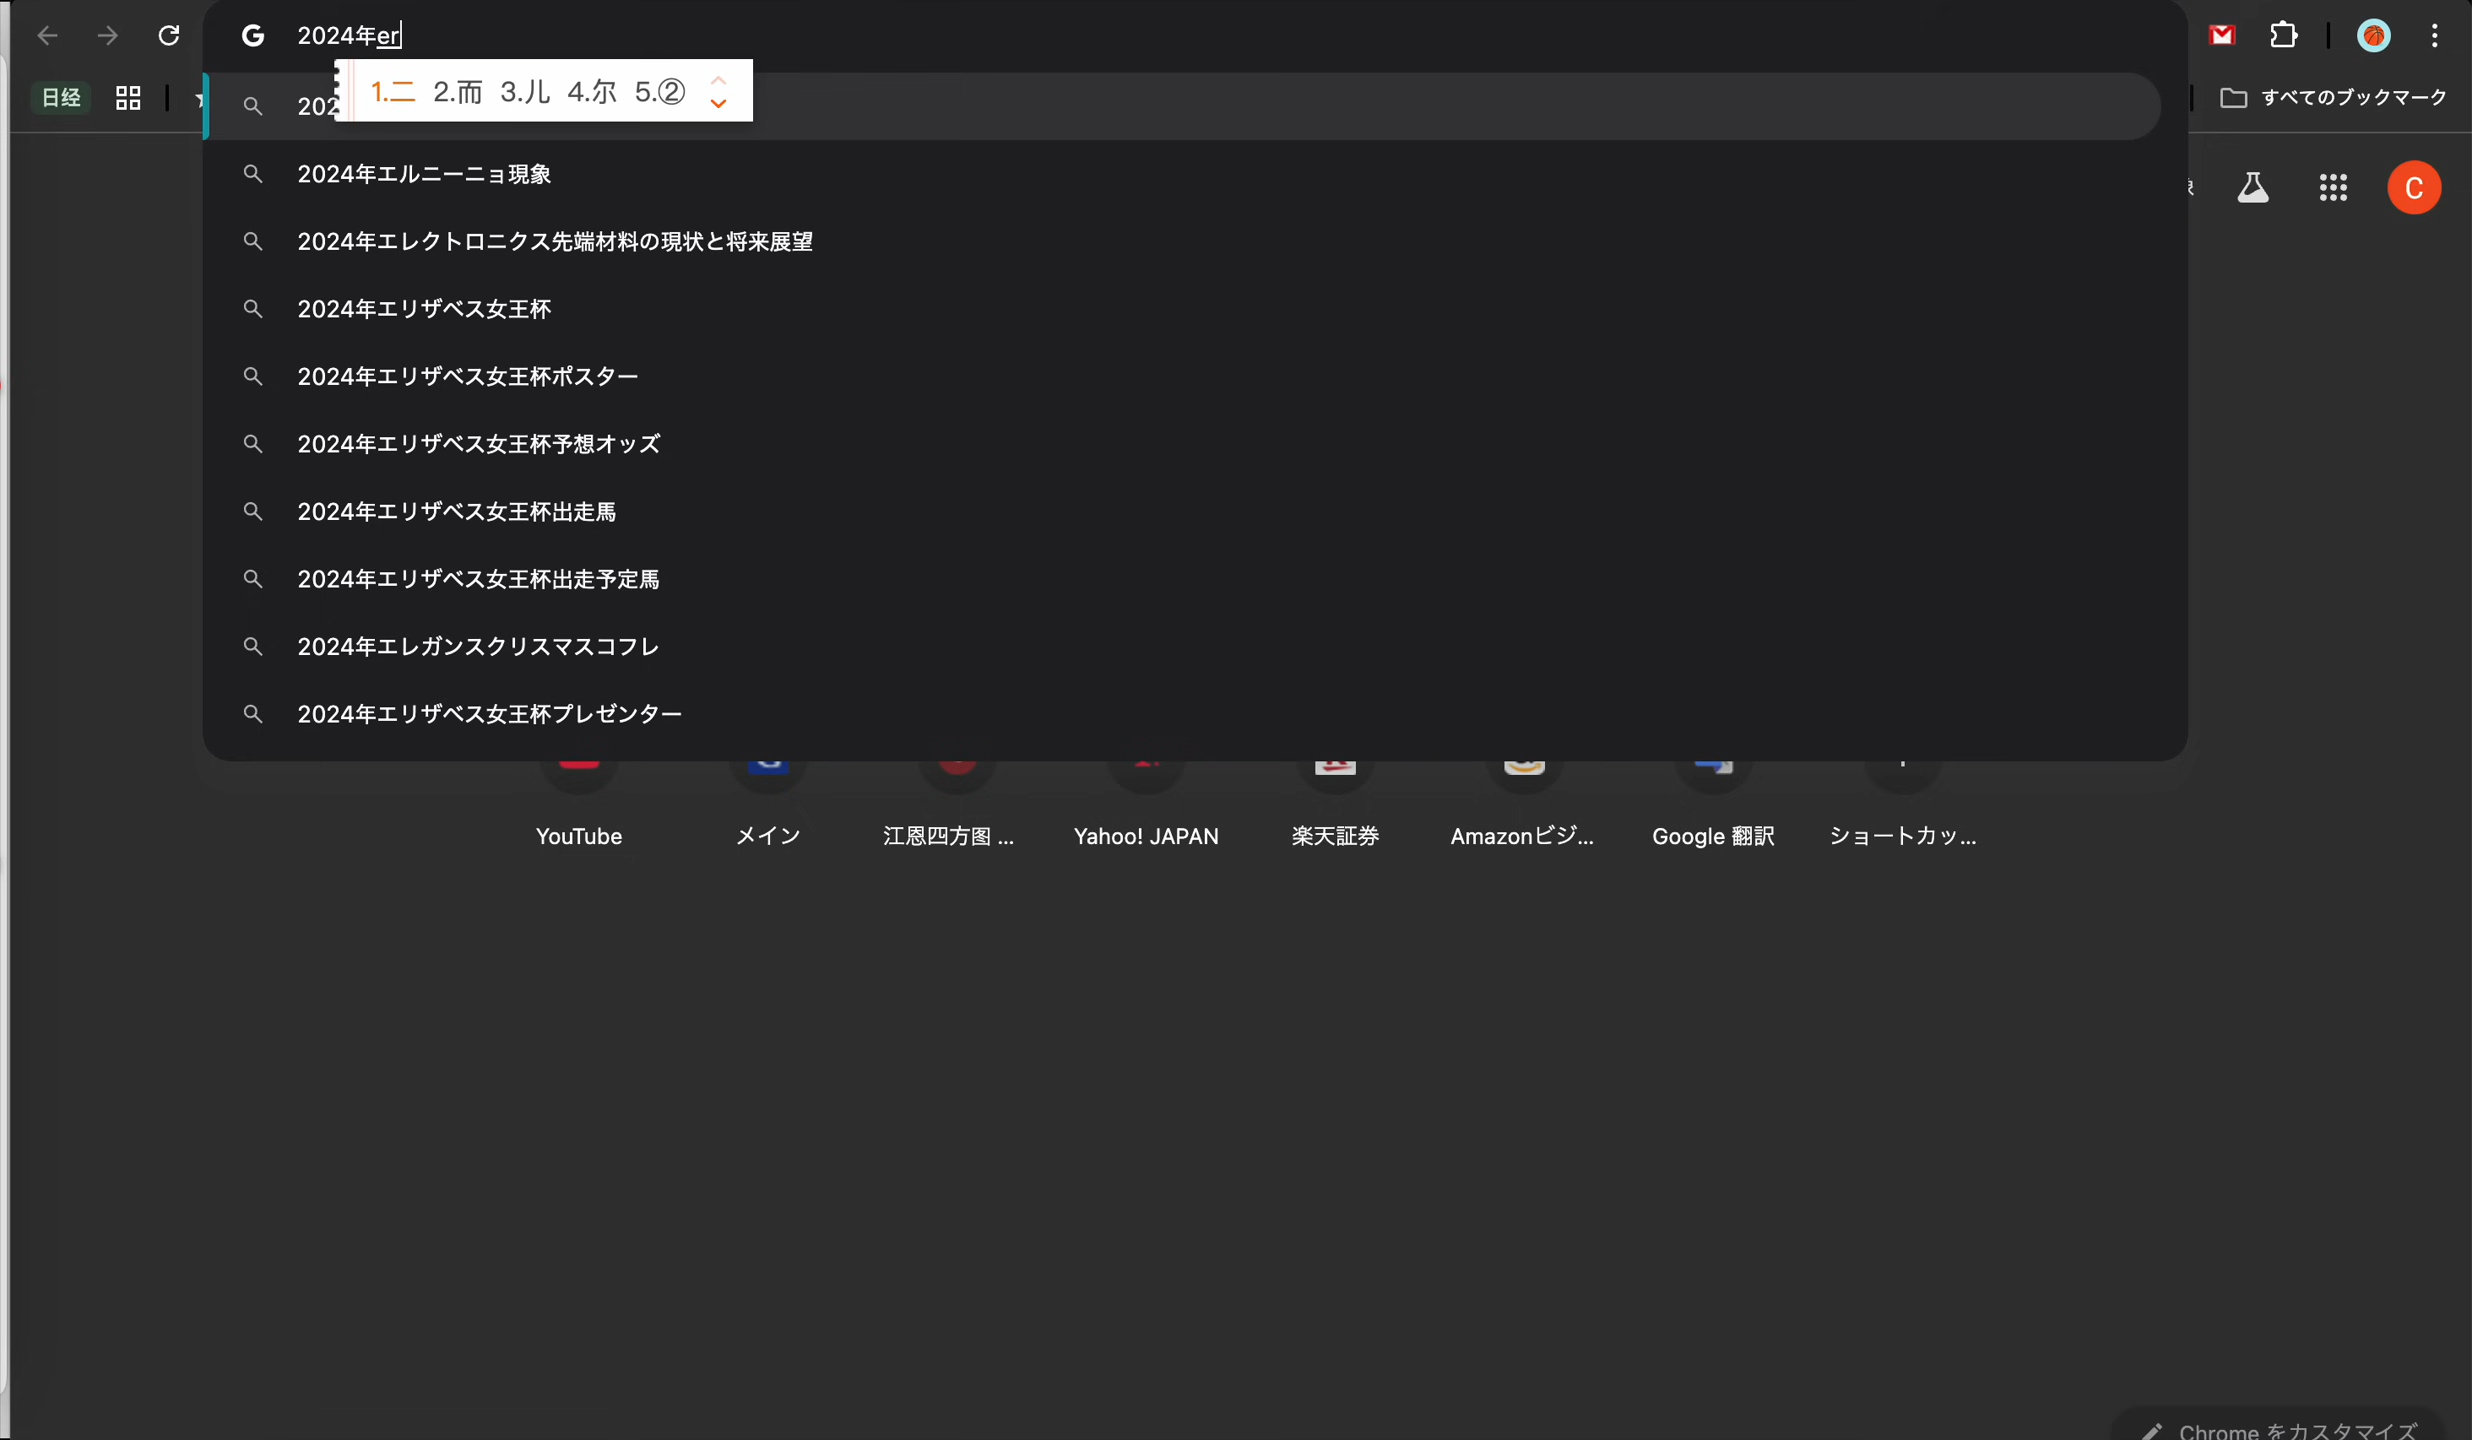 2024年er
1.二 2.而 3.儿 4.尔 5.②
日经
202
すべてのブックマーク
2024年エルニーニョ現象
C
2024年エレクトロニクス先端材料の現状と将来展望
2024年エリザベス女王杯
2024年エリザベス女王杯ポスター
2024年エリザベス女王杯予想オッズ
2024年エリザベス女王杯出走馬
2024年エリザベス女王杯出走予定馬
2024年エレガンスクリスマスコフレ
2024年エリザベス女王杯プレゼンター
YouTube メイン 江恩四方图 ... Yahoo! JAPAN 楽天証券 Amazonビジ... Google 翻訳 ショートカッ...
Chrome をカスタマイズ